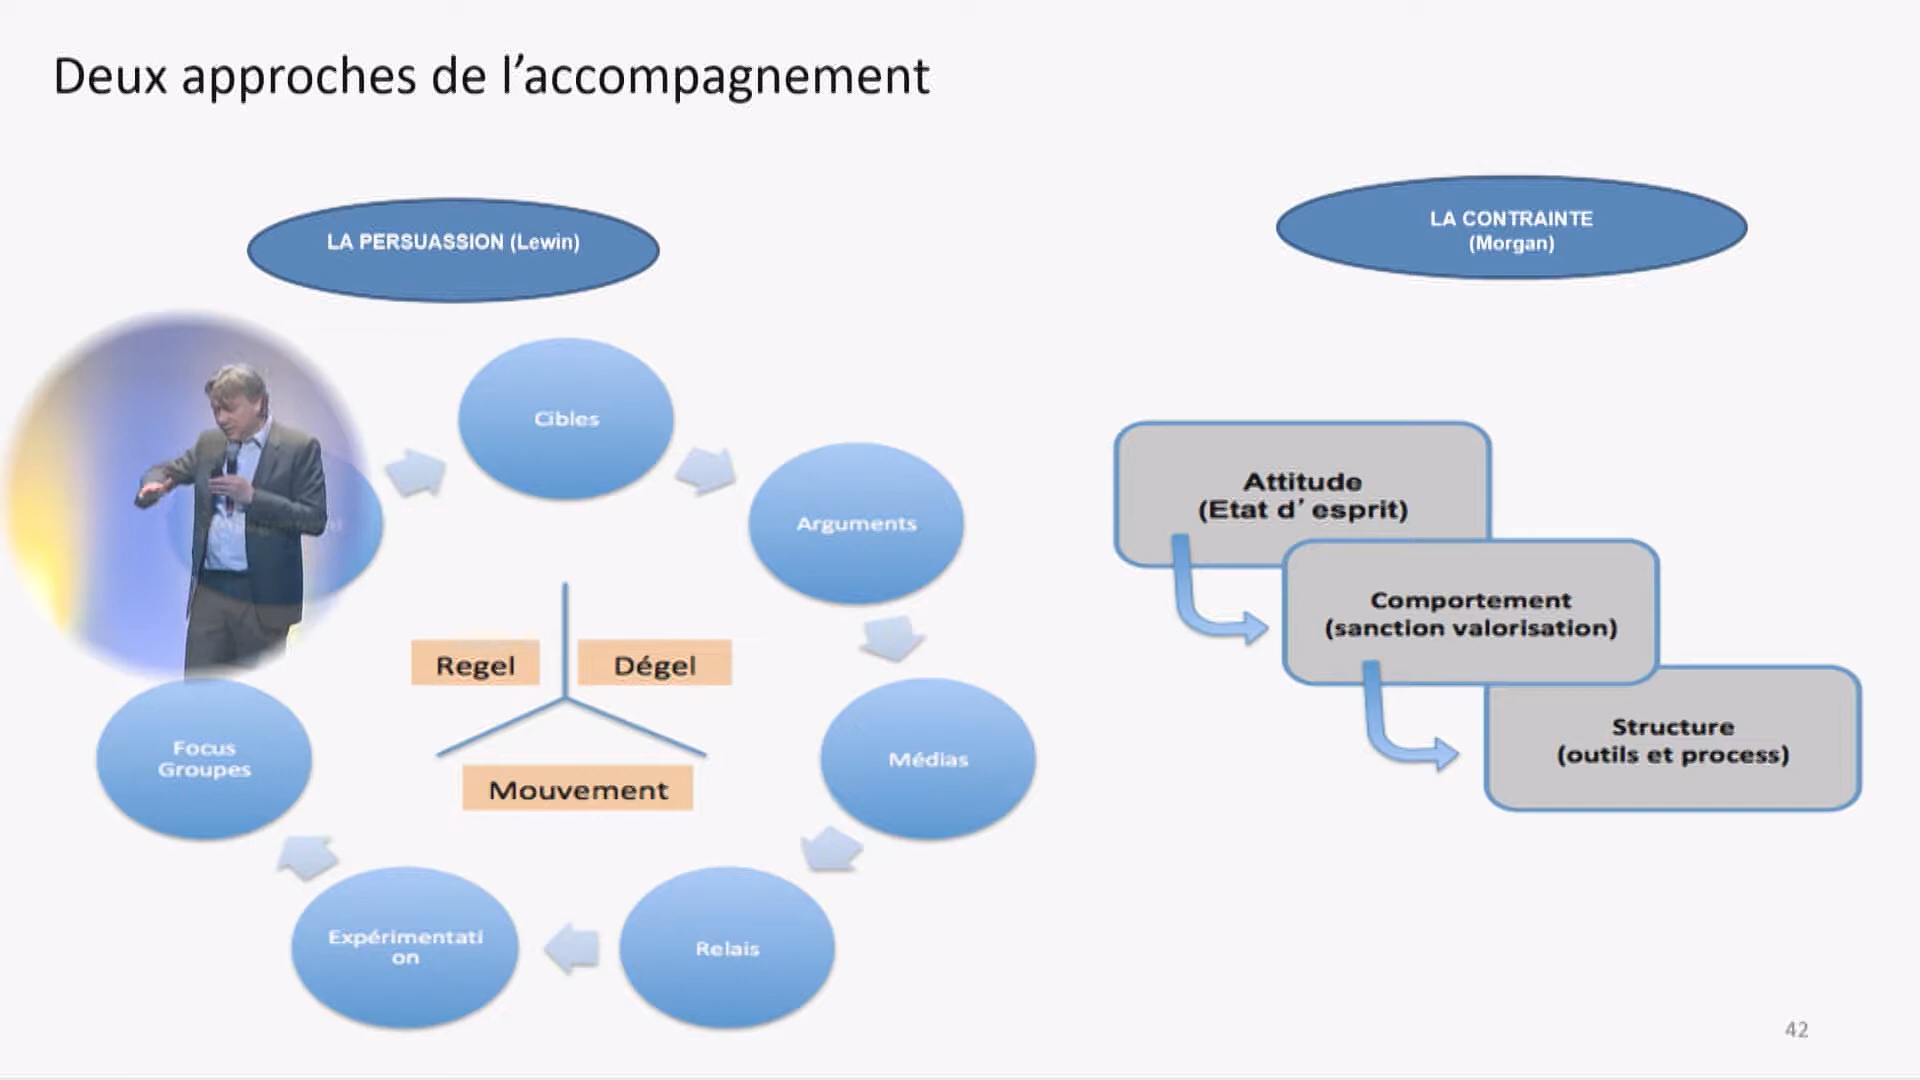 Deux approches de l’accompagnement
LA PERSUASSION (Lewin)
LA CONTRAINTE
(Morgan)
Cibles
Arguments
Médias
Relais
Expérimentati
on
Focus
Groupes
Regel
Dégel
Mouvement
Attitude
(Etat d’ esprit)
Comportement
(sanction valorisation)
Structure
(outils et process)
42